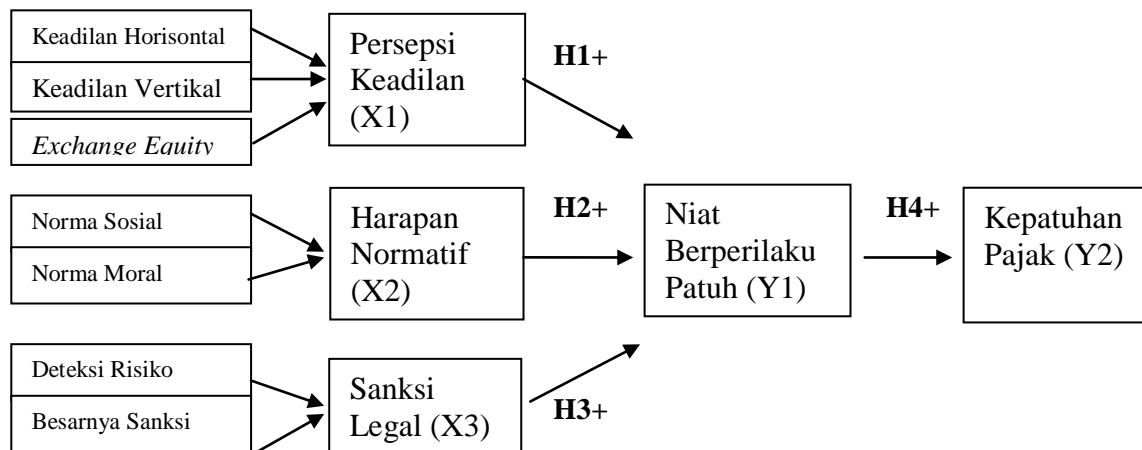 Keadilan Horisontal
Keadilan Vertikal
Exchange Equity
Persepsi
Keadilan
(X1)
H1+
Norma Sosial
Norma Moral
Harapan
Normatif
(X2)
H2+
Niat
Berperilaku
Patuh (Y1)
H4+
Kepatuhan
Pajak (Y2)
Deteksi Risiko
Besarnya Sanksi
Sanksi
Legal (X3)
H3+